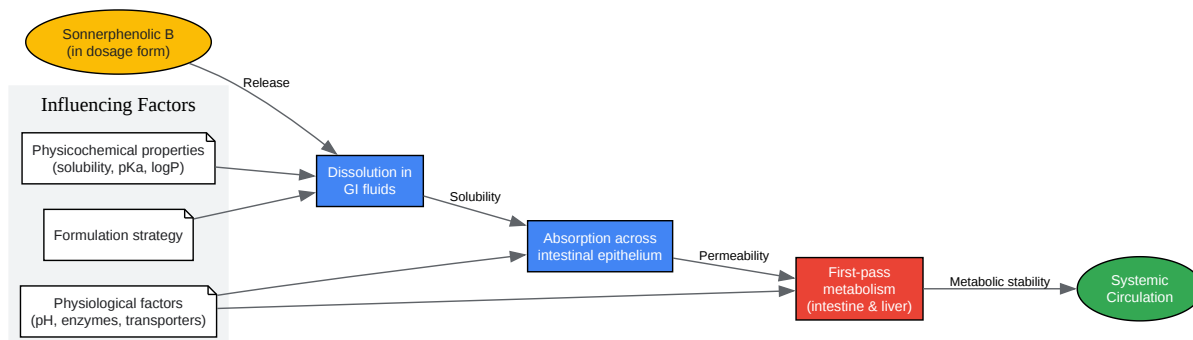 Sonnerphenolic B
(in dosage form)
Release
Influencing Factors
Physicochemical properties
(solubility, pKa, logP)
Dissolution in
GI fluids
Solubility
Formulation strategy
Absorption across
intestinal epithelium
Permeability
Physiological factors
(pH, enzymes, transporters)
First-pass
metabolism
(intestine & liver)
Metabolic stability
Systemic
Circulation